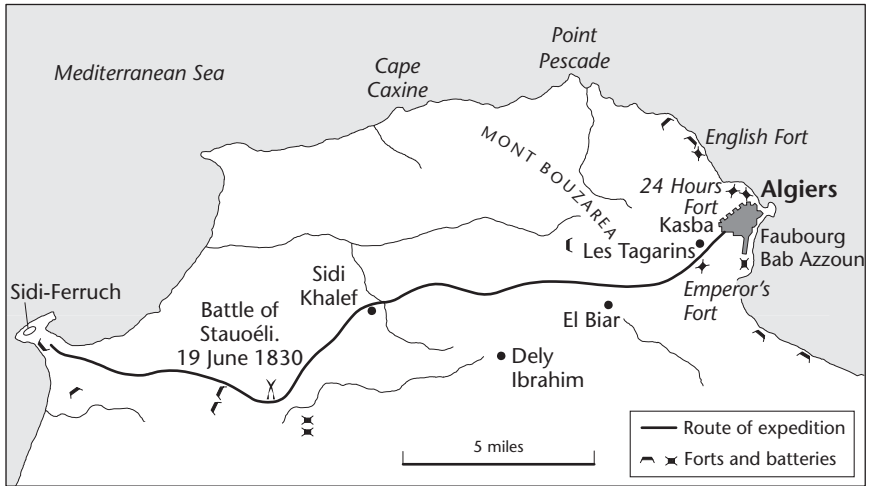 Mediterranean Sea
Cape
Caxine
Point
Pescade
MONT BOUZAREA
English Fort
24 Hours
Fort
Algiers
Kasba
Les Tagarins
Faubourg
Bab Azzoun
Emperor's
Fort
Sidi-Ferruch
Sidi
Khalef
Battle of
Stauoéli.
19 June 1830
El Biar
Dely
Ibrahim
5 miles
Route of expedition
Forts and batteries